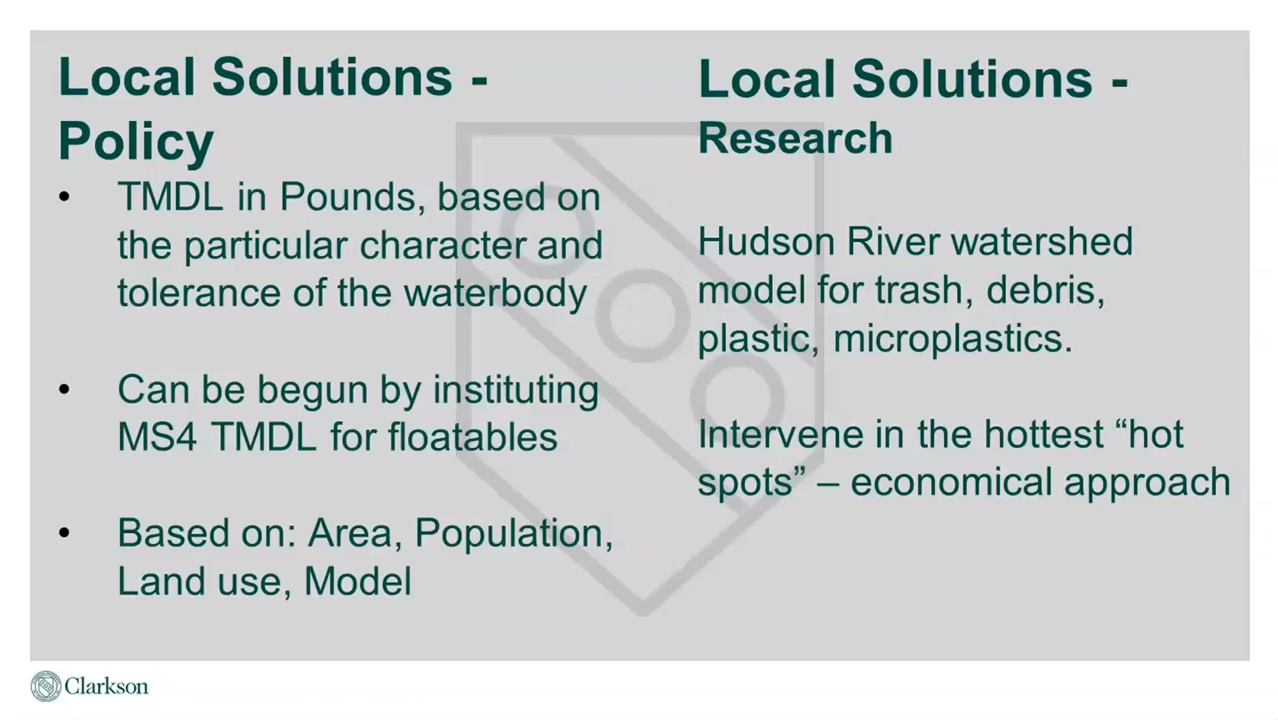 Local Solutions -
Policy
• TMDL in Pounds, based on
the particular character and
tolerance of the waterbody
• Can be begun by instituting
MS4 TMDL for floatables
• Based on: Area, Population,
Land use, Model
Local Solutions -
Research
Hudson River watershed
model for trash, debris,
plastic, microplastics.
Intervene in the hottest “hot
spots” – economical approach
Clarkson